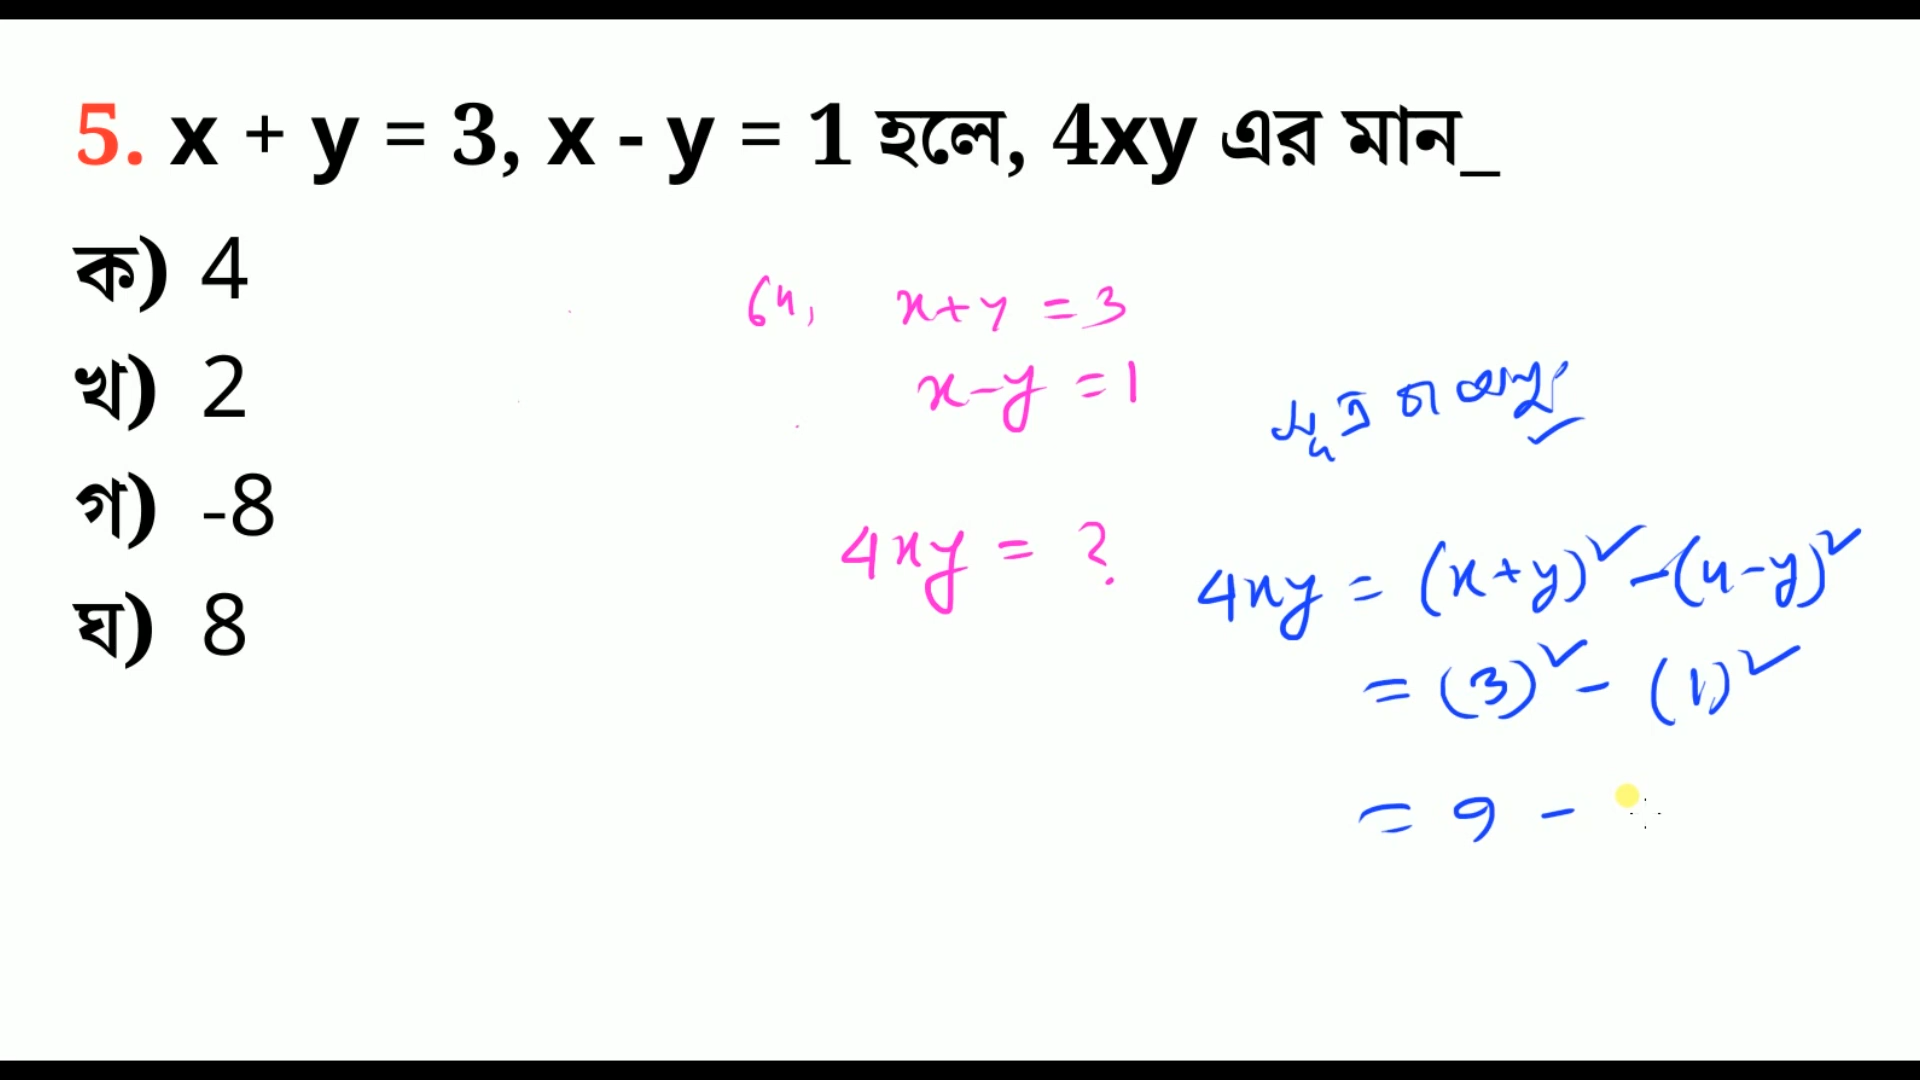 5. x + y = 3, x - y = 1 হলে, 4xy এর মান_
ক) 4
খ) 2
গ) -8
ঘ) 8
x+y = 3
x-y = 1
সূত্র
4xy = ?
4xy = (x+y)² - (x-y)²
= (3)² - (1)²
= 9 -